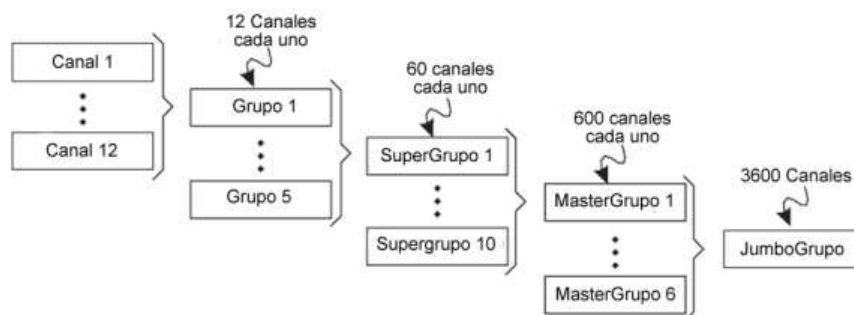 Canal 1
Canal 12
12 Canales
cada uno
Grupo 1
Grupo 5
60 canales
cada uno
SuperGrupo 1
Supergrupo 10
600 canales
cada uno
MasterGrupo 1
MasterGrupo 6
3600 Canales
JumboGrupo